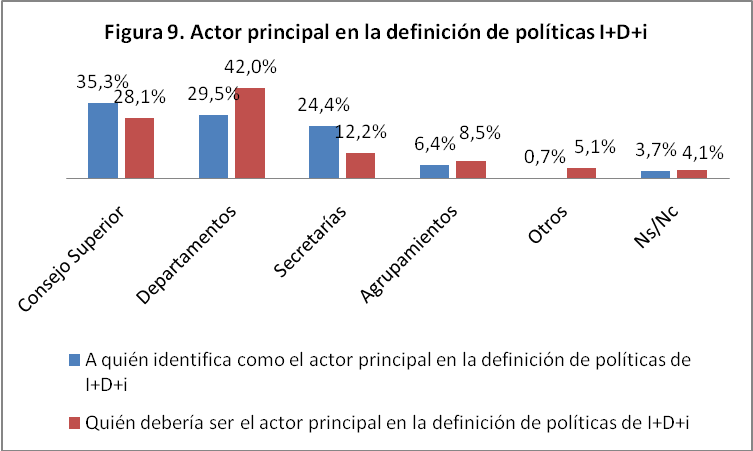 Figura 9. Actor principal en la definición de políticas I+D+i
35,3%
28,1%
29,5%
42,0%
24,4%
12,2%
6,4%
8,5%
0,7%
5,1%
3,7%
4,1%
Consejo Superior
Departamentos
Secretarías
Agrupamientos
Otros
Ns/Nc
A quién identifica como el actor principal en la definición de políticas de
I+D+i
Quién debería ser el actor principal en la definición de políticas de I+D+i